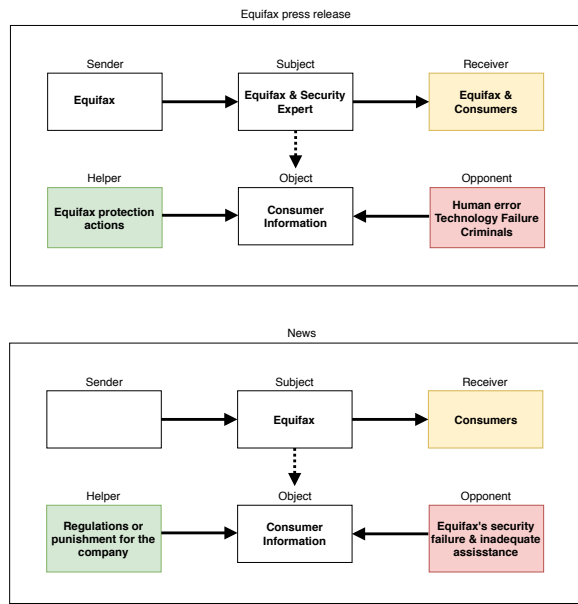 Equifax press release
Sender
Subject
Receiver
Equifax
Equifax & Security
Expert
Equifax &
Consumers
Helper
Object
Opponent
Equifax protection
actions
Consumer
Information
Human error
Technology Failure
Criminals
News
Sender
Subject
Receiver
Equifax
Consumers
Helper
Object
Opponent
Regulations or
punishment for the
company
Consumer
Information
Equifax's security
failure & inadequate
assisstance